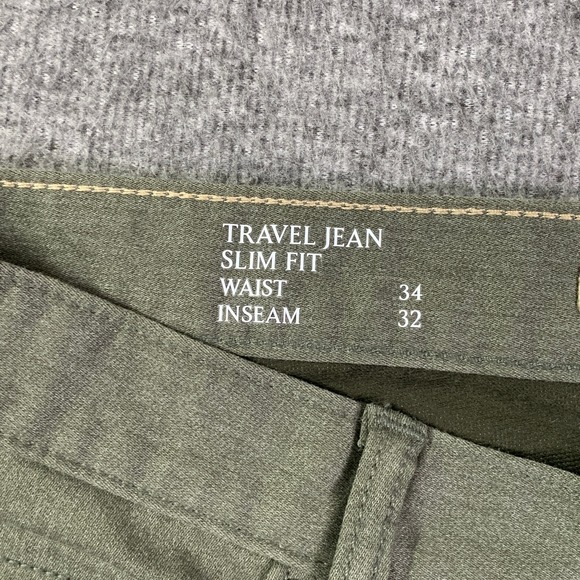 TRAVEL JEAN
SLIM FIT
WAIST 34
INSEAM 32